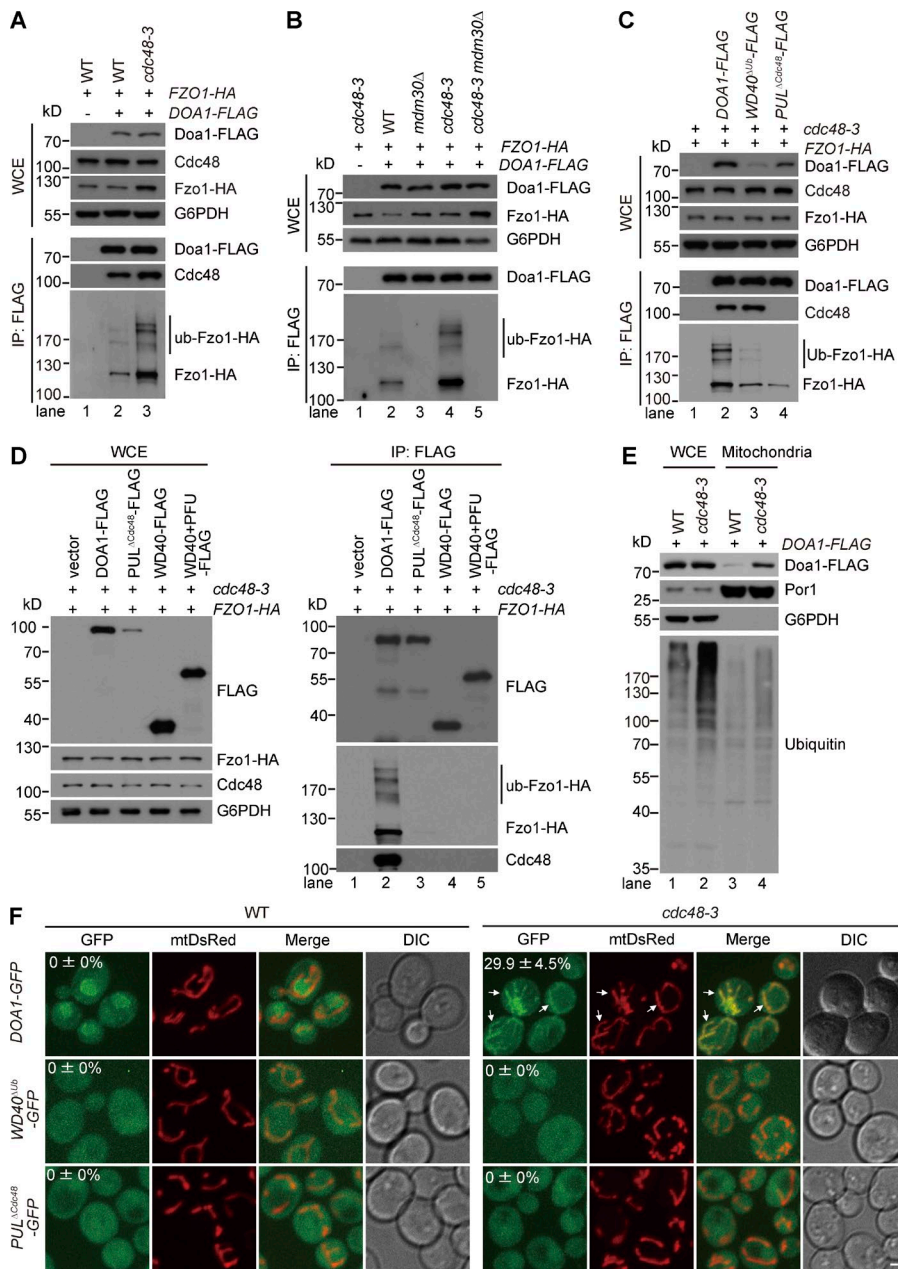 A
WT
WT
cdc48-3
+ + + FZO1-HA
- + + DOA1-FLAG
kD
WCE
70
Doa1-FLAG
100
Cdc48
130
Fzo1-HA
55
G6PDH
IP: FLAG
70
Doa1-FLAG
100
Cdc48
170
ub-Fzo1-HA
130
Fzo1-HA
100
lane 1 2 3
B
cdc48-3
WT
mdm30Δ
cdc48-3
cdc48-3 mdm30Δ
+ + + + + FZO1-HA
- + + + + DOA1-FLAG
kD
WCE
70
Doa1-FLAG
130
Fzo1-HA
55
G6PDH
IP: FLAG
70
Doa1-FLAG
170
ub-Fzo1-HA
130
Fzo1-HA
100
lane 1 2 3 4 5
C
DOA1-FLAG
WD40ΔUb-FLAG
PULΔCdc48-FLAG
+ + + + cdc48-3
+ + + + FZO1-HA
kD
WCE
70
Doa1-FLAG
100
Cdc48
130
Fzo1-HA
55
G6PDH
IP: FLAG
70
Doa1-FLAG
100
Cdc48
170
Ub-Fzo1-HA
130
Fzo1-HA
100
lane 1 2 3 4
D
WCE
vector
DOA1-FLAG
PULΔCdc48-FLAG
WD40-FLAG
WD40+PFU
-FLAG
+ + + + + cdc48-3
+ + + + + FZO1-HA
kD
100
70
55
FLAG
40
130
Fzo1-HA
100
Cdc48
55
G6PDH
IP: FLAG
vector
DOA1-FLAG
PULΔCdc48-FLAG
WD40-FLAG
WD40+PFU
-FLAG
+ + + + + cdc48-3
+ + + + + FZO1-HA
kD
100
70
55
FLAG
40
170
ub-Fzo1-HA
130
Fzo1-HA
100
Cdc48
lane 1 2 3 4 5
E
WCE Mitochondria
WT
cdc48-3
WT
cdc48-3
+ + + + DOA1-FLAG
kD
70
Doa1-FLAG
25
Por1
55
G6PDH
170
130
100
70
Ubiquitin
55
40
35
lane 1 2 3 4
F
WT cdc48-3
GFP mtDsRed Merge DIC GFP mtDsRed Merge DIC
DOA1-GFP
0 ± 0% 29.9 ± 4.5%
WD40ΔUb
-GFP
0 ± 0% 0 ± 0%
PULΔCdc48
-GFP
0 ± 0% 0 ± 0%